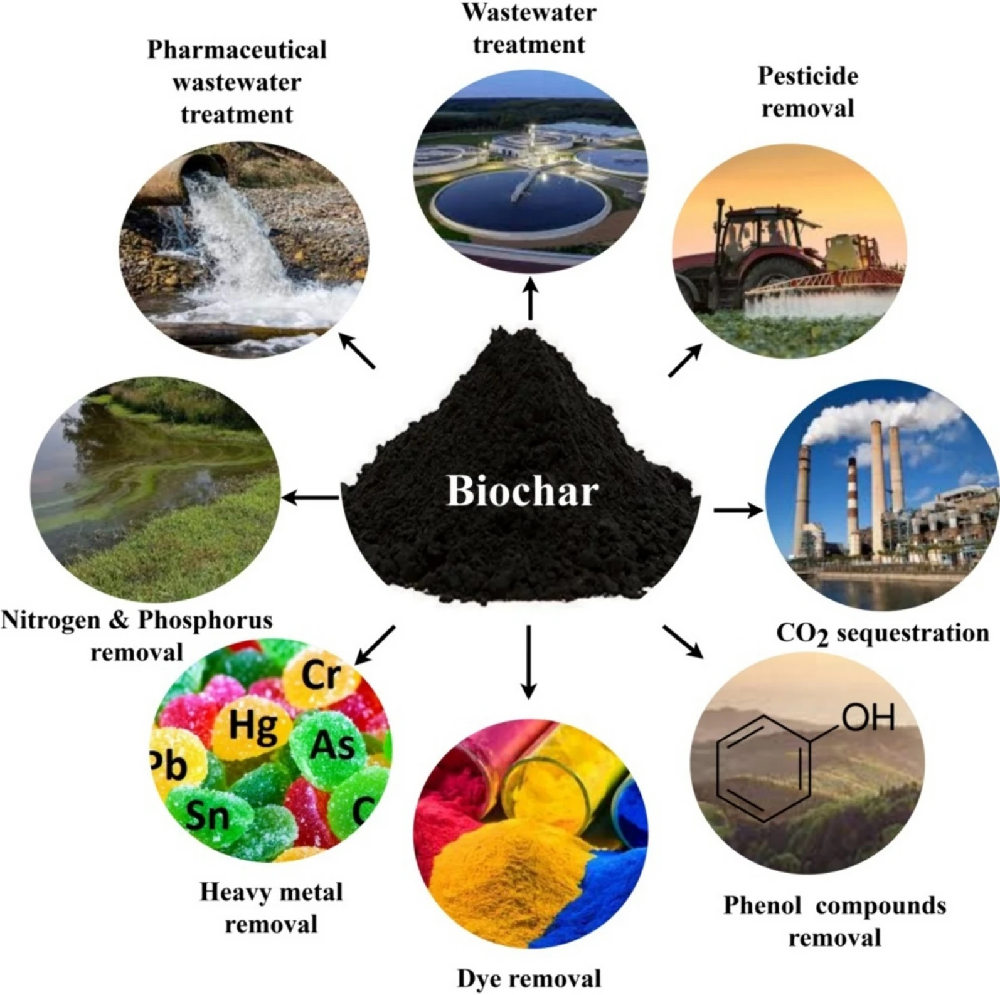 Wastewater
treatment
Pharmaceutical
wastewater
treatment
Pesticide
removal
Biochar
Nitrogen & Phosphorus
removal
CO2 sequestration
Cr
Hg
As
Pb
Sn
C
OH
Heavy metal
removal
Phenol compounds
removal
Dye removal